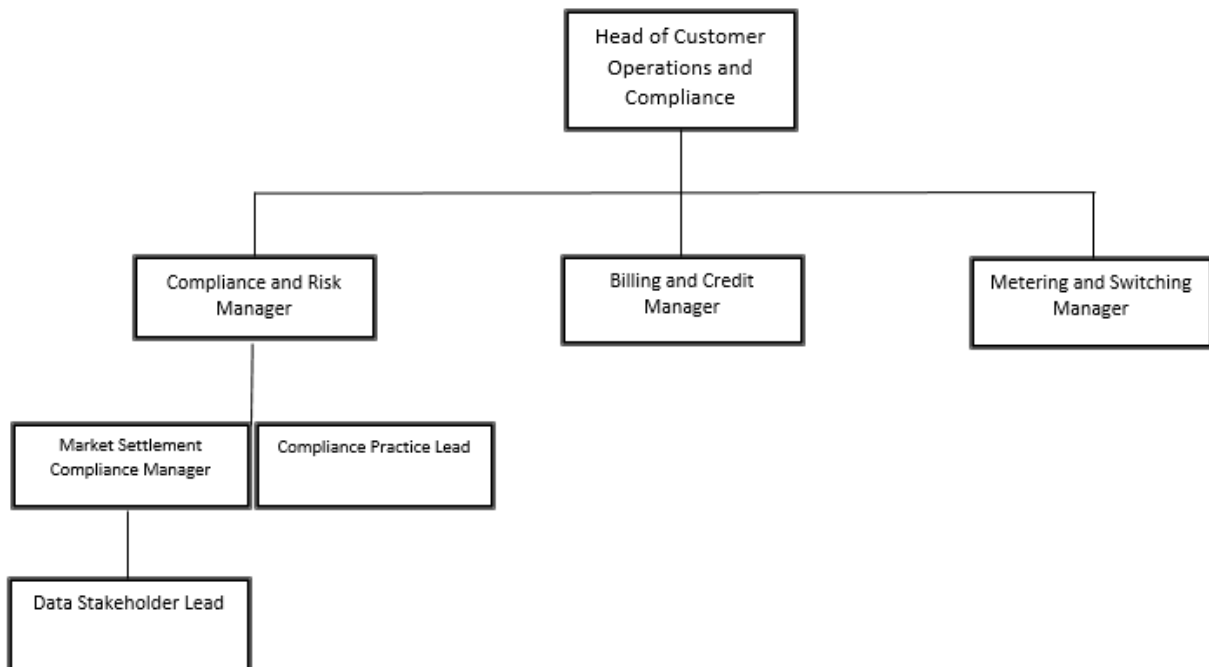 Head of Customer
Operations and
Compliance
Compliance and Risk
Manager
Billing and Credit
Manager
Metering and Switching
Manager
Market Settlement
Compliance Manager
Compliance Practice Lead
Data Stakeholder Lead